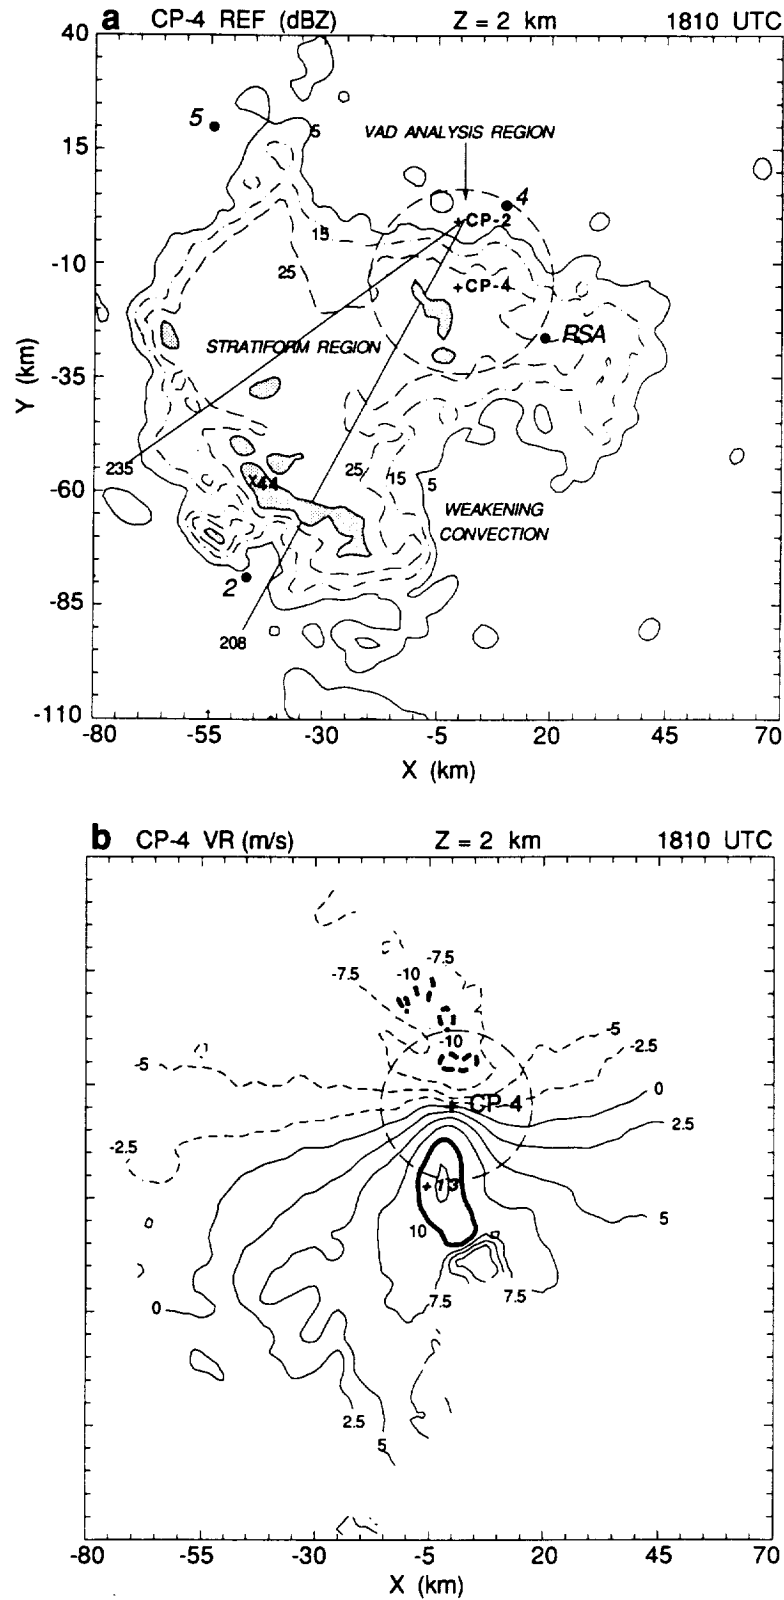 a CP-4 REF (dBZ) Z = 2 km 1810 UTC
40
5
5
VAD ANALYSIS REGION
15
4
+CP-2
15
-10
25
+CP-4
RSA
STRATIFORM REGION
Y (km)
-35
235
X44
25
15
5
-60
WEAKENING
CONVECTION
2
-85
208
-110
-80 -55 -30 -5 20 45 70
X (km)
b CP-4 VR (m/s) Z = 2 km 1810 UTC
-7.5
-7.5
-10
-10
-5
-2.5
-5
0
CP-4
2.5
-2.5
+13
5
10
0
7.5
7.5
2.5
5
-80 -55 -30 -5 20 45 70
X (km)